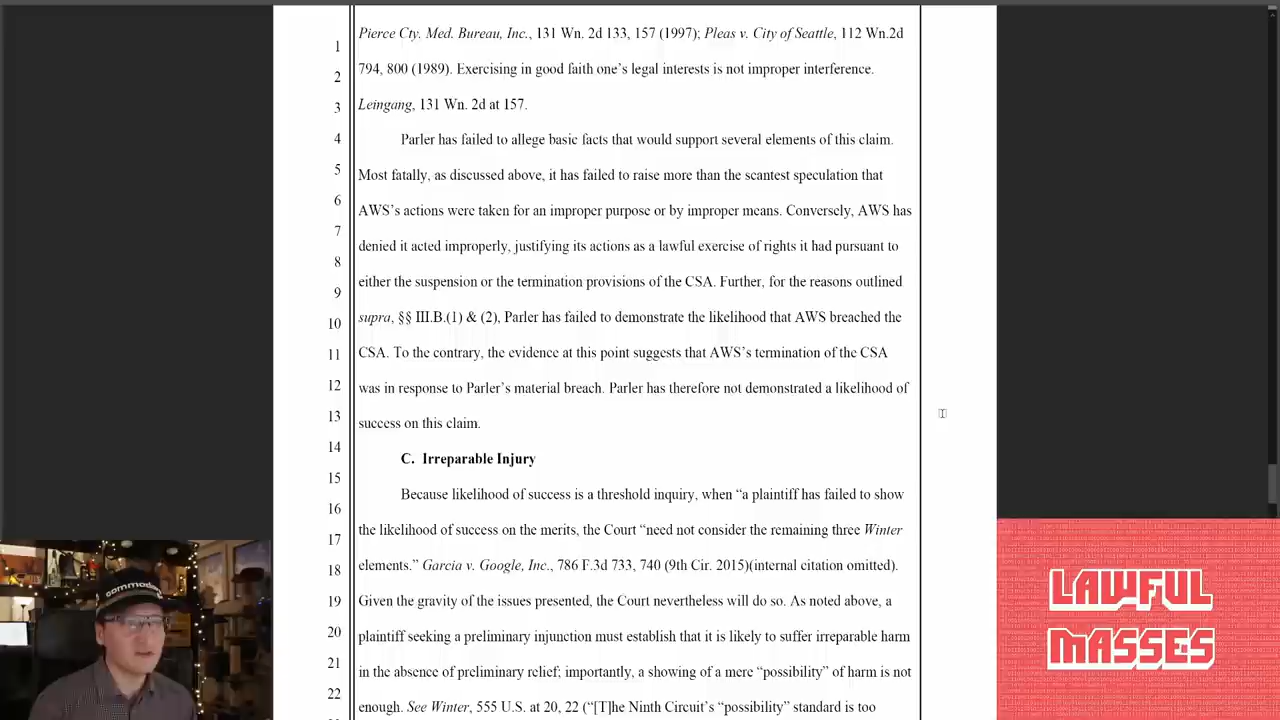 Pierce Cty. Med. Bureau, Inc., 131 Wn. 2d 133, 157 (1997); Pleas v. City of Seattle, 112 Wn.2d
1
794, 800 (1989). Exercising in good faith one's legal interests is not improper interference.
2
Leingang, 131 Wn. 2d at 157.
3
Parler has failed to allege basic facts that would support several elements of this claim.
4
Most fatally, as discussed above, it has failed to raise more than the scantest speculation that
5
AWS's actions were taken for an improper purpose or by improper means. Conversely, AWS has
6
denied it acted improperly, justifying its actions as a lawful exercise of rights it had pursuant to
7
either the suspension or the termination provisions of the CSA. Further, for the reasons outlined
8
supra, §§ III.B.(1) & (2), Parler has failed to demonstrate the likelihood that AWS breached the
9
CSA. To the contrary, the evidence at this point suggests that AWS's termination of the CSA
10
was in response to Parler's material breach. Parler has therefore not demonstrated a likelihood of
11
success on this claim.
12
C. Irreparable Injury
13
Because likelihood of success is a threshold inquiry, when “a plaintiff has failed to show
14
the likelihood of success on the merits, the Court “need not consider the remaining three Winter
15
elements.” Garcia v. Google, Inc., 786 F.3d 733, 740 (9th Cir. 2015)(internal citation omitted).
16
Given the gravity of the issues presented, the Court nevertheless will do so. As noted above, a
17
plaintiff seeking a preliminary injunction must establish that it is likely to suffer irreparable harm
18
in the absence of preliminary relief; importantly, a showing of a mere “possibility” of harm is not
19
enough. See Winter, 555 U.S. at 20, 22 (“[T]he Ninth Circuit's “possibility” standard is too
20
21
22
commodore
LAWFUL
MASSES